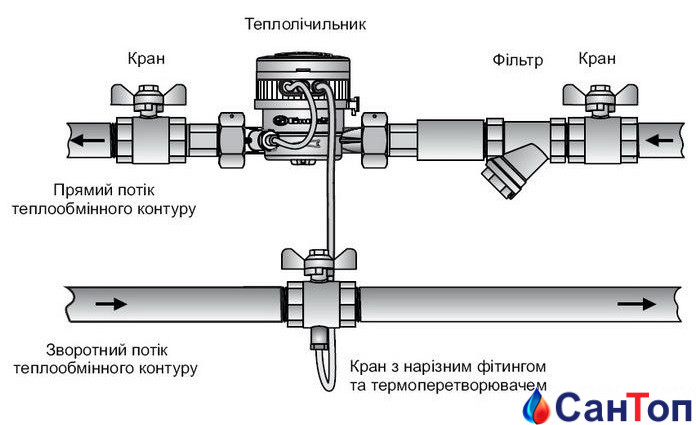 Теплолічильник
Кран
Фільтр
Кран
Прямий потік
теплообмінного контуру
Зворотний потік
теплообмінного контуру
Кран з нарізним фітингом
та термоперетворювачем
СанТоп